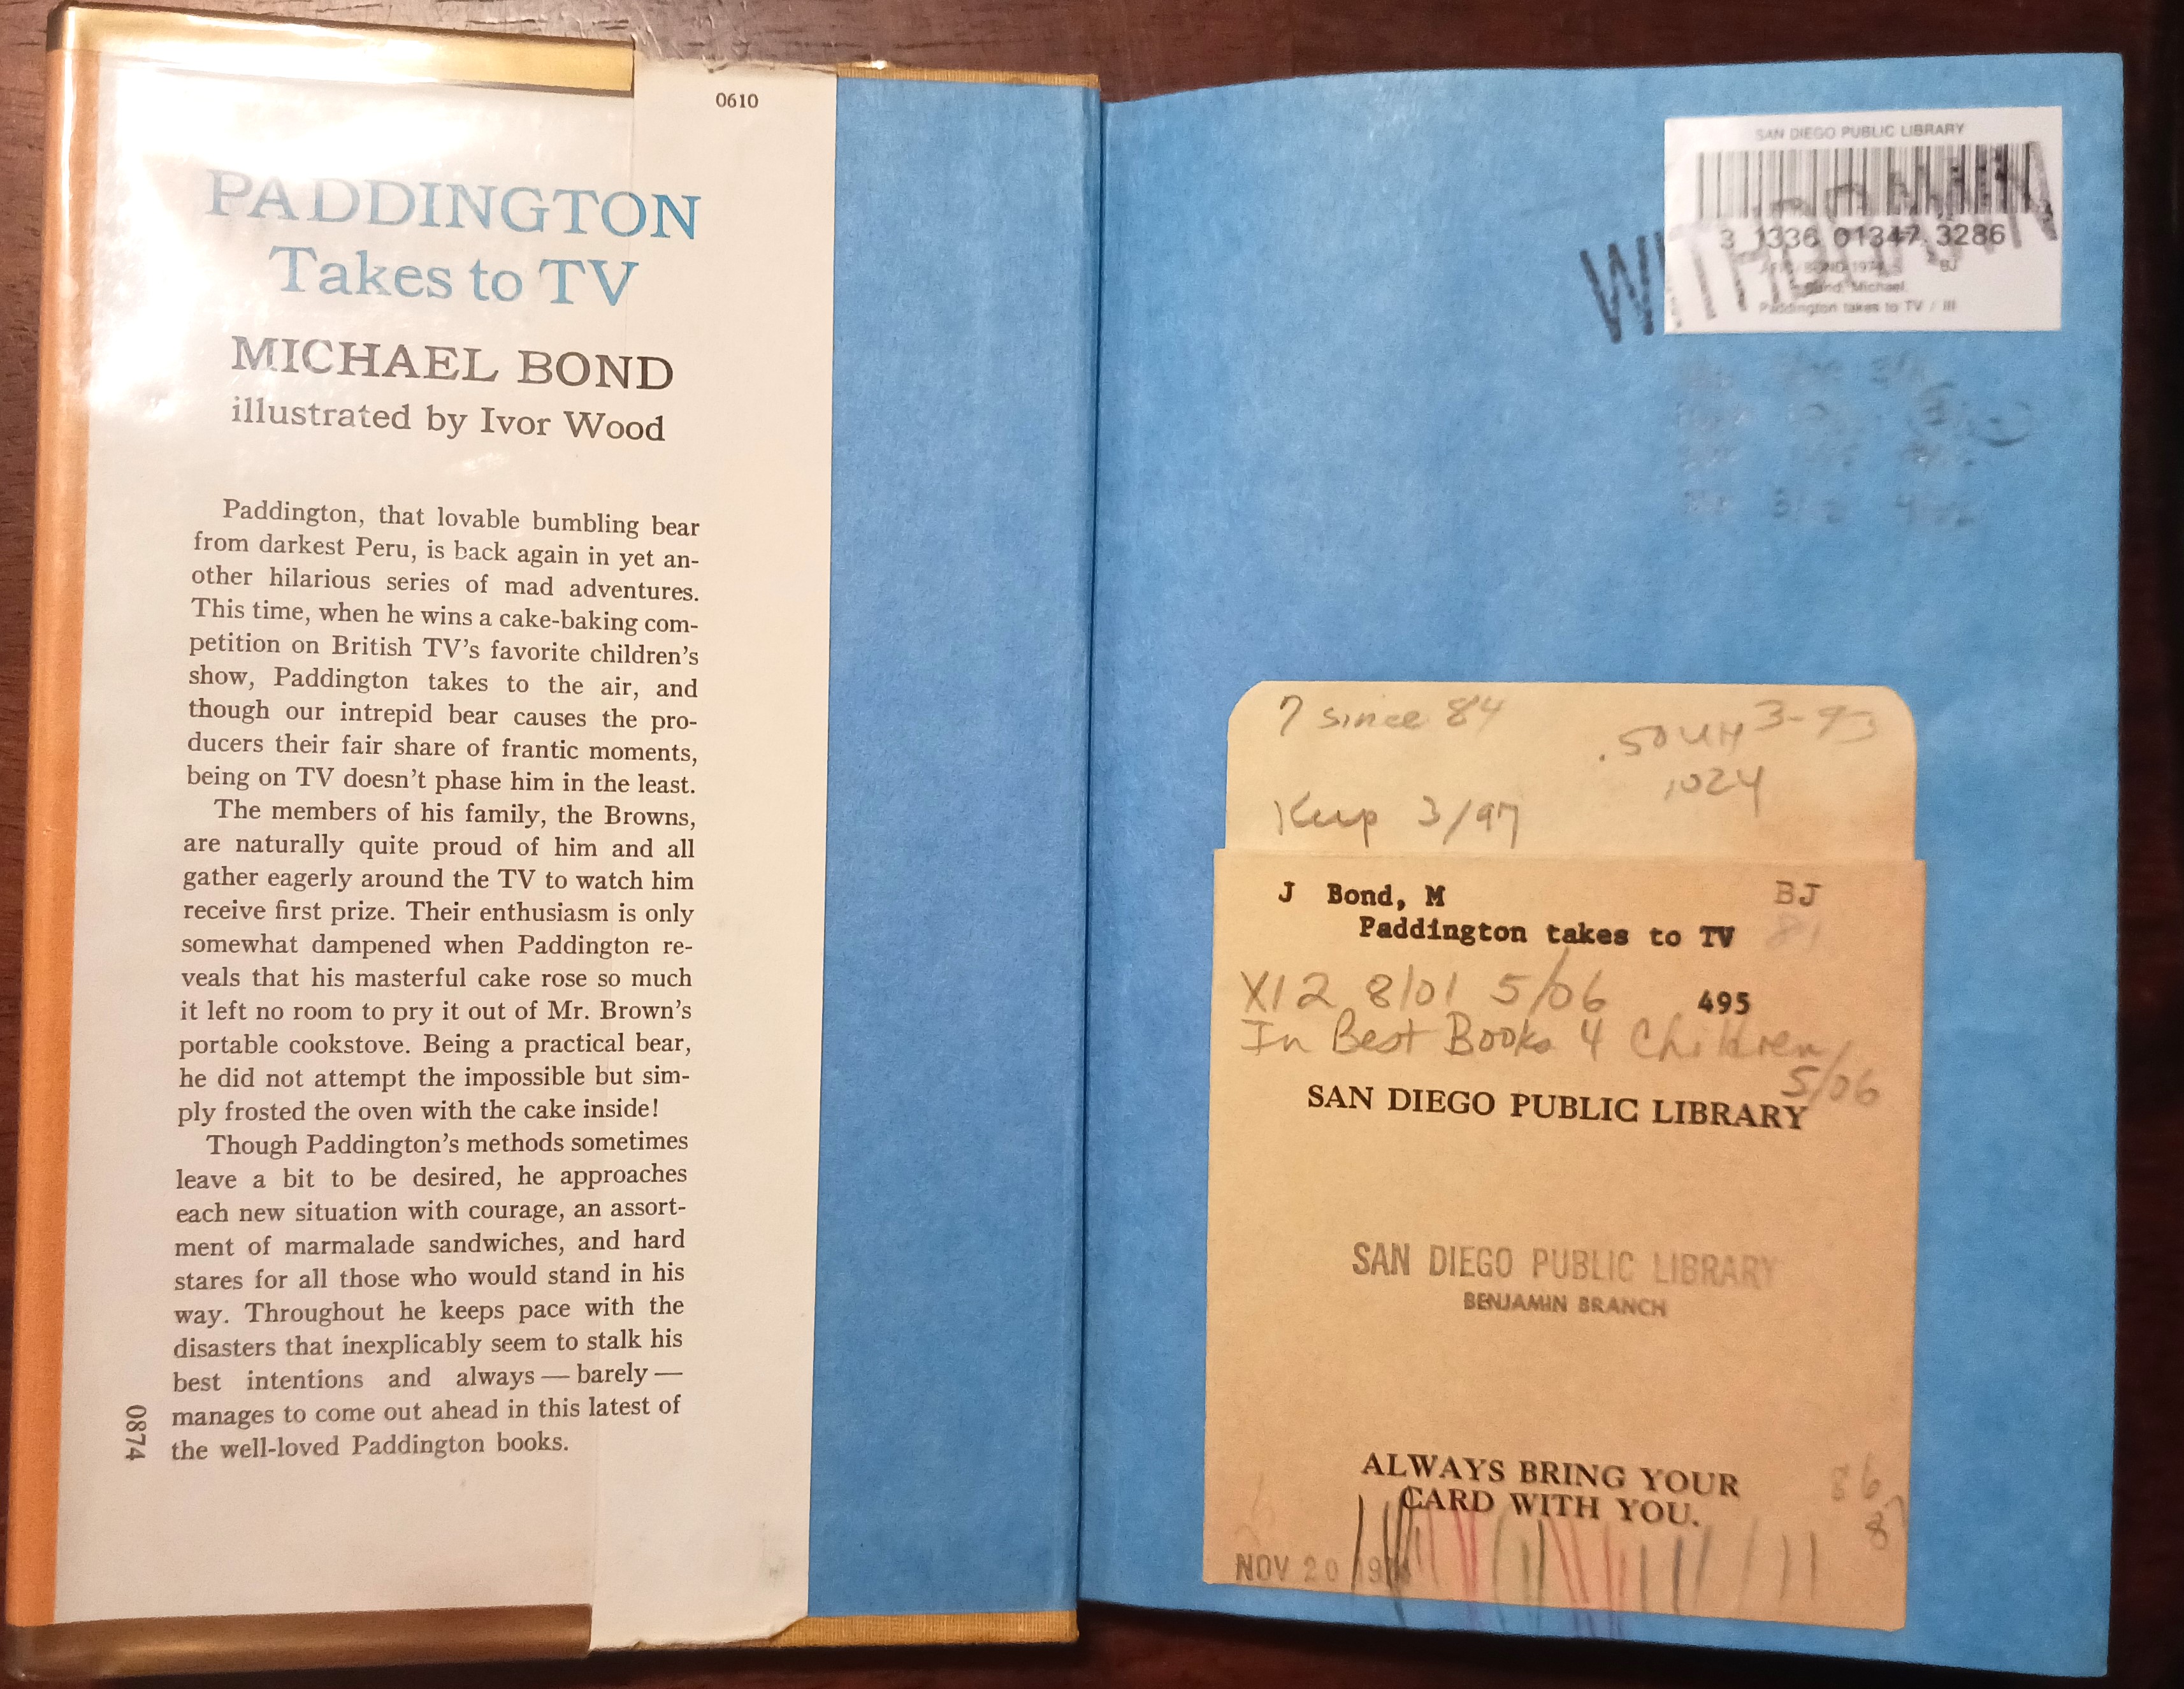 0610
PADDINGTON
Takes to TV
MICHAEL BOND
illustrated by Ivor Wood
Paddington, that lovable bumbling bear
from darkest Peru, is back again in yet an-
other hilarious series of mad adventures.
This time, when he wins a cake-baking com-
petition on British TV's favorite children's
show, Paddington takes to the air, and
though our intrepid bear causes the pro-
ducers their fair share of frantic moments,
being on TV doesn't phase him in the least.
The members of his family, the Browns,
are naturally quite proud of him and all
gather eagerly around the TV to watch him
receive first prize. Their enthusiasm is only
somewhat dampened when Paddington re-
veals that his masterful cake rose so much
it left no room to pry it out of Mr. Brown's
portable cookstove. Being a practical bear,
he did not attempt the impossible but sim-
ply frosted the oven with the cake inside!
Though Paddington's methods sometimes
leave a bit to be desired, he approaches
each new situation with courage, an assort-
ment of marmalade sandwiches, and hard
stares for all those who would stand in his
way. Throughout he keeps pace with the
disasters that inexplicably seem to stalk his
best intentions and always — barely —
manages to come out ahead in this latest of
the well-loved Paddington books.
0874
SAN DIEGO PUBLIC LIBRARY
3 1336 01347 3286
WITHDRAWN
BJ
Bond, Michael.
Paddington takes to TV / Ill
7 since 84
3-93
1024
Keep 3/97
J Bond, M
BJ
Paddington takes to TV
81
X12 8/01 5/06
495
In Best Books 4 Children
5/06
SAN DIEGO PUBLIC LIBRARY
SAN DIEGO PUBLIC LIBRARY
BENJAMIN BRANCH
ALWAYS BRING YOUR
CARD WITH YOU.
86
87
NOV 20